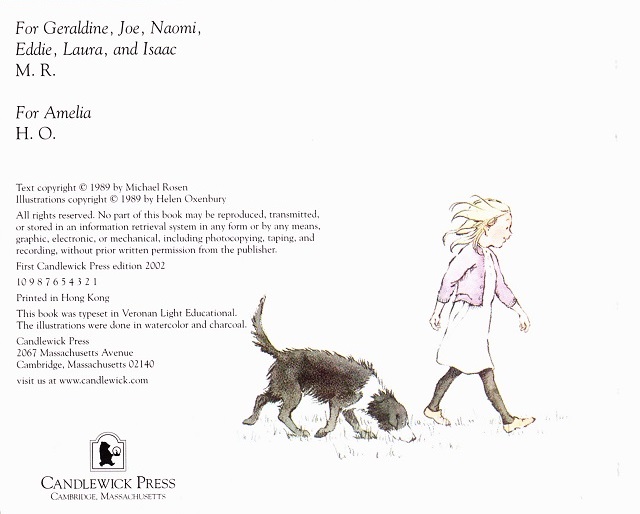 For Geraldine, Joe, Naomi,
Eddie, Laura, and Isaac
M. R.
For Amelia
H. O.
Text copyright © 1989 by Michael Rosen
Illustrations copyright © 1989 by Helen Oxenbury
All rights reserved. No part of this book may be reproduced, transmitted,
or stored in an information retrieval system in any form or by any means,
graphic, electronic, or mechanical, including photocopying, taping, and
recording, without prior written permission from the publisher.
First Candlewick Press edition 2002
10 9 8 7 6 5 4 3 2 1
Printed in Hong Kong
This book was typeset in Veronan Light Educational.
The illustrations were done in watercolor and charcoal.
Candlewick Press
2067 Massachusetts Avenue
Cambridge, Massachusetts 02140
visit us at www.candlewick.com
CANDLEWICK PRESS
CAMBRIDGE, MASSACHUSETTS